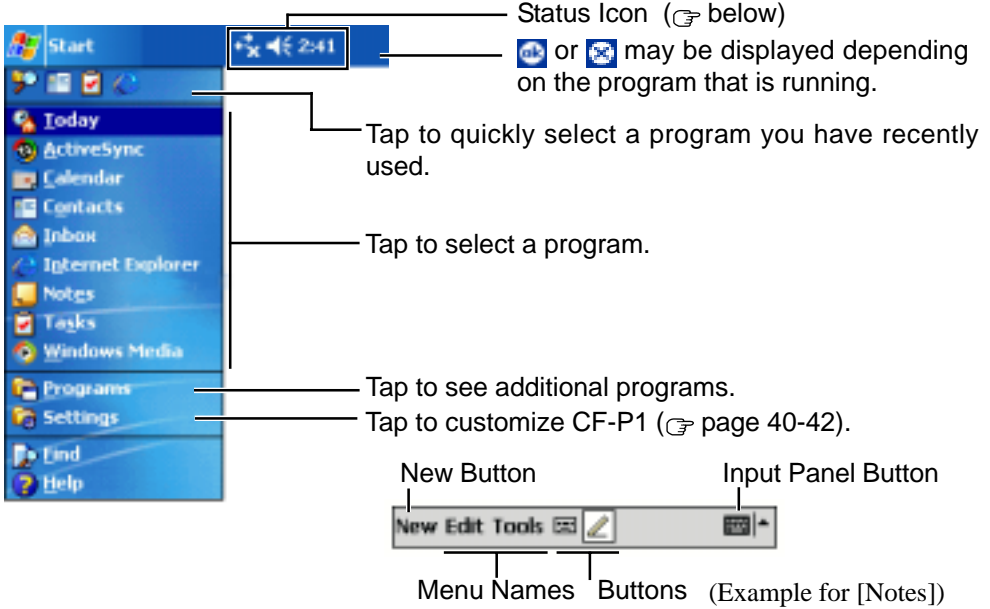 Status Icon ( below)
Start
2:41
ok or may be displayed depending
on the program that is running.
Tap to quickly select a program you have recently
used.
Today
ActiveSync
Calendar
Contacts
Inbox
Internet Explorer
Notes
Tasks
Windows Media
Tap to select a program.
Programs
Tap to see additional programs.
Settings
Tap to customize CF-P1 ( page 40-42).
Find
Help
New Button
Input Panel Button
New Edit Tools
Menu Names
Buttons
(Example for [Notes])